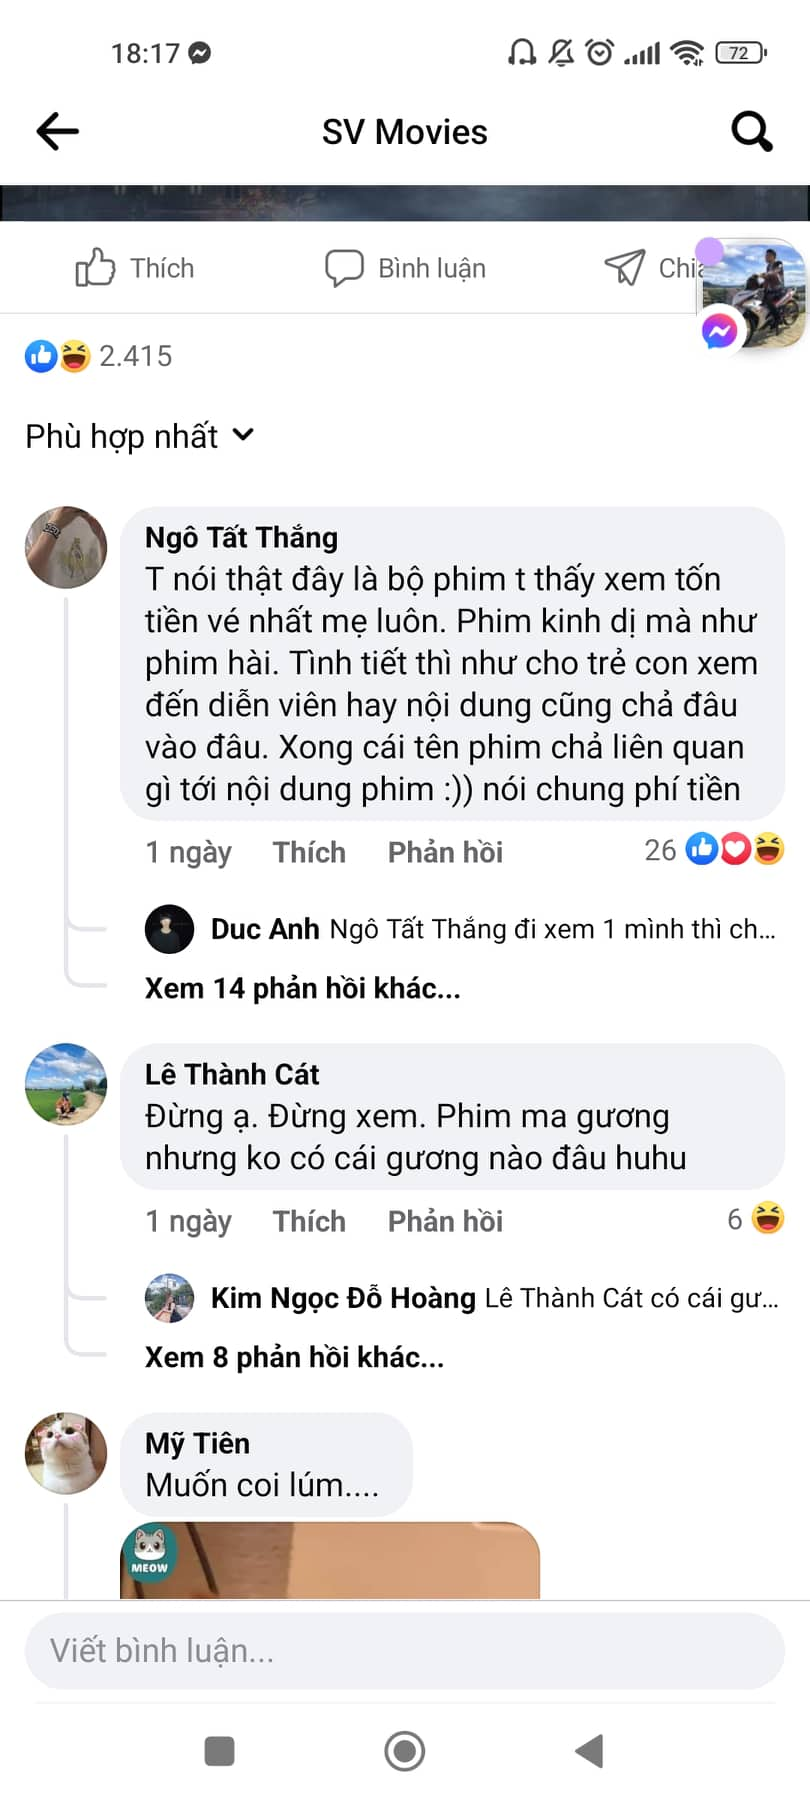 18:17
72
SV Movies
Thích
Bình luận
2.415
Phù hợp nhất
Ngô Tất Thắng
T nói thật đây là bộ phim t thấy xem tốn
tiền vé nhất mẹ luôn. Phim kinh dị mà như
phim hài. Tình tiết thì như cho trẻ con xem
đến diễn viên hay nội dung cũng chả đâu
vào đâu. Xong cái tên phim chả liên quan
gì tới nội dung phim :)) nói chung phí tiền
1 ngày Thích Phản hồi 26
Duc Anh Ngô Tất Thắng đi xem 1 mình thì ch...
Xem 14 phản hồi khác...
Lê Thành Cát
Đừng ạ. Đừng xem. Phim ma gương
nhưng ko có cái gương nào đâu huhu
1 ngày Thích Phản hồi 6
Kim Ngọc Đỗ Hoàng Lê Thành Cát có cái gư...
Xem 8 phản hồi khác...
Mỹ Tiên
Muốn coi lúm....
MEOW
Viết bình luận...